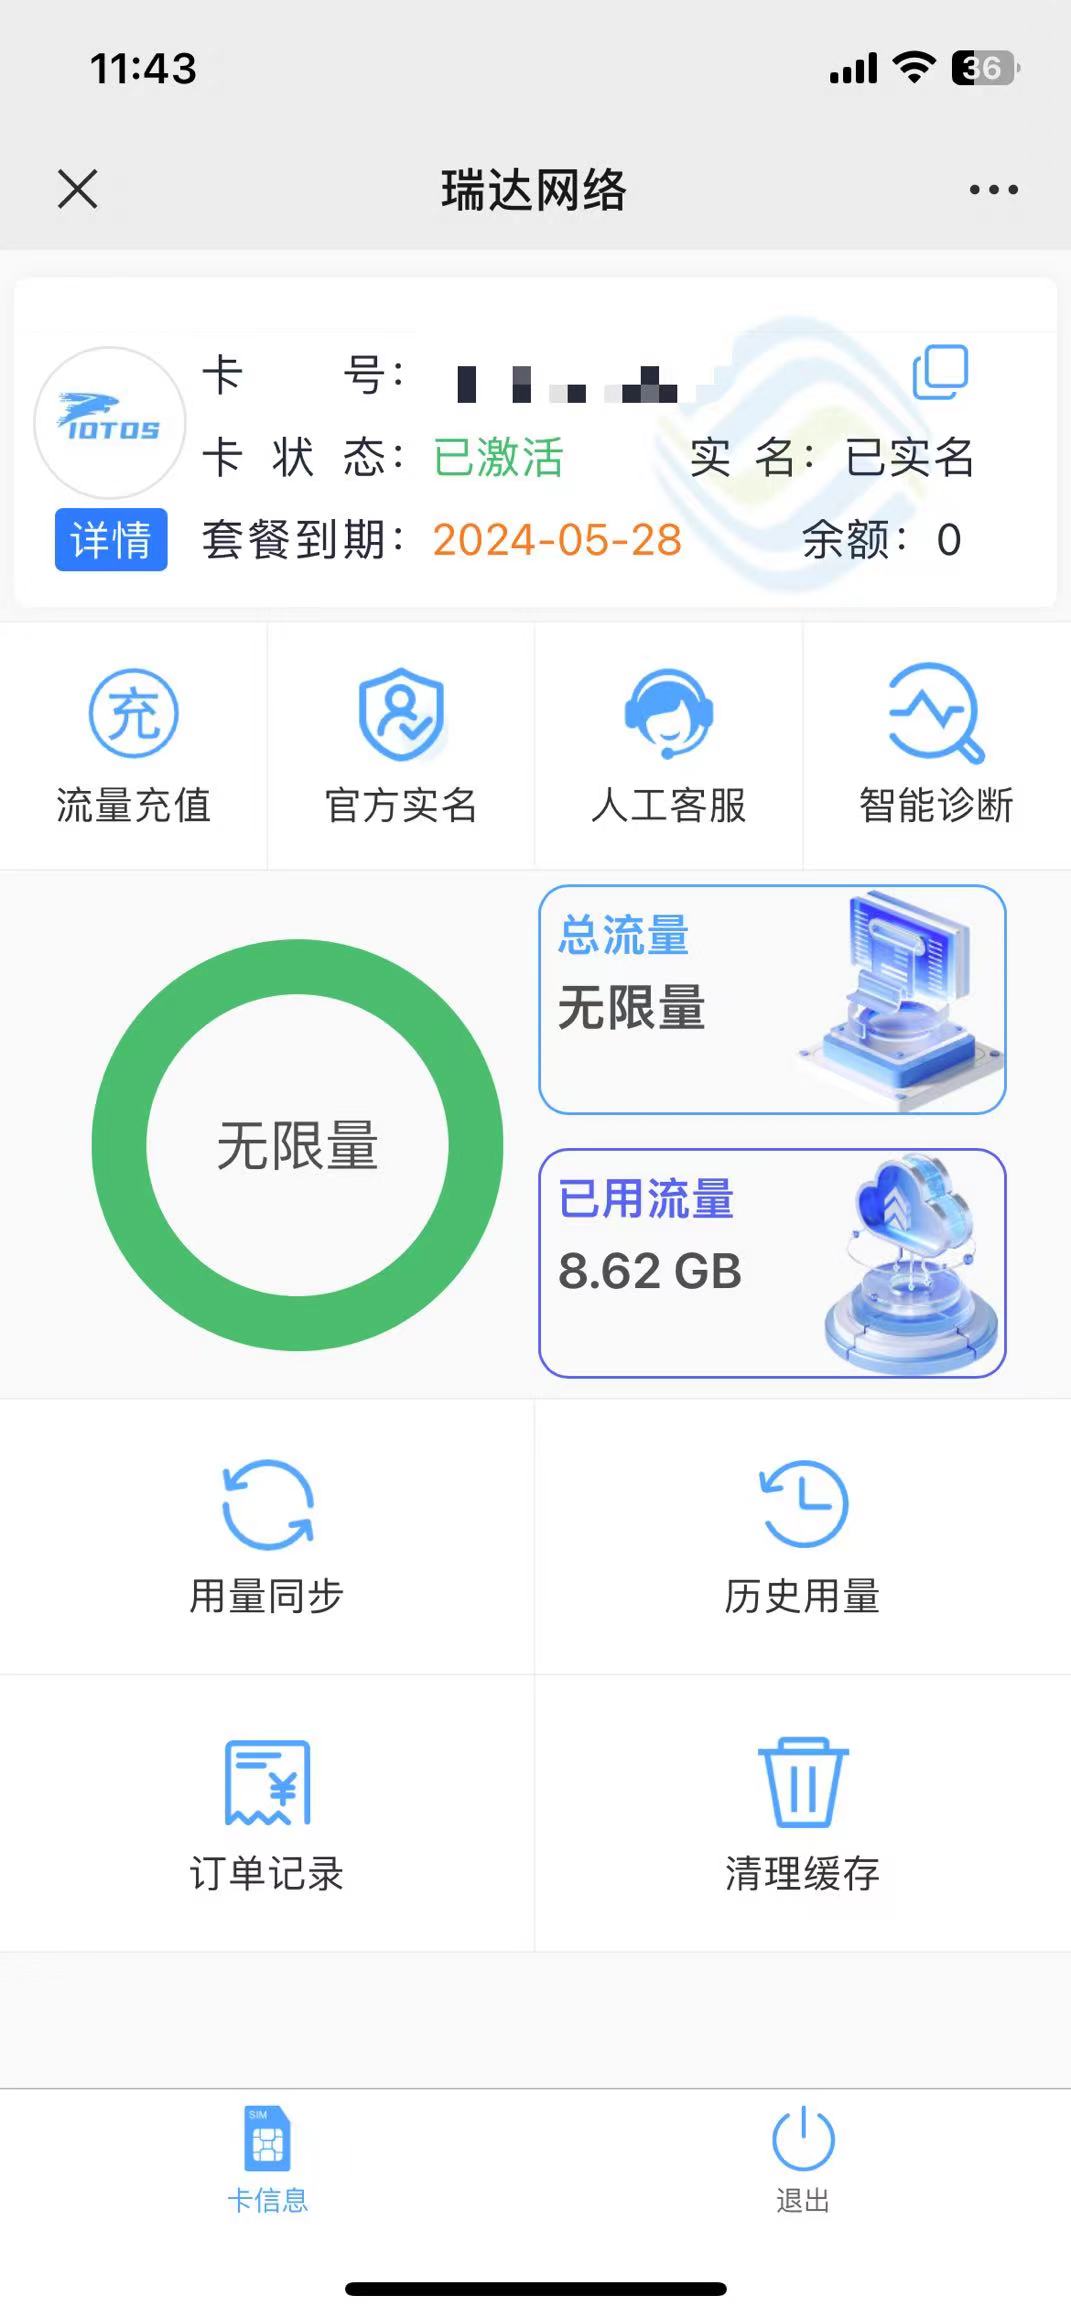 11:43
36
瑞达网络
卡 号：
IOTOS
卡 状 态：已激活 实 名：已实名
详情 套餐到期：2024-05-28 余额：0
充
流量充值 官方实名 人工客服 智能诊断
总流量
无限量
无限量
已用流量
8.62 GB
用量同步 历史用量
¥
订单记录 清理缓存
SIM
卡信息 退出